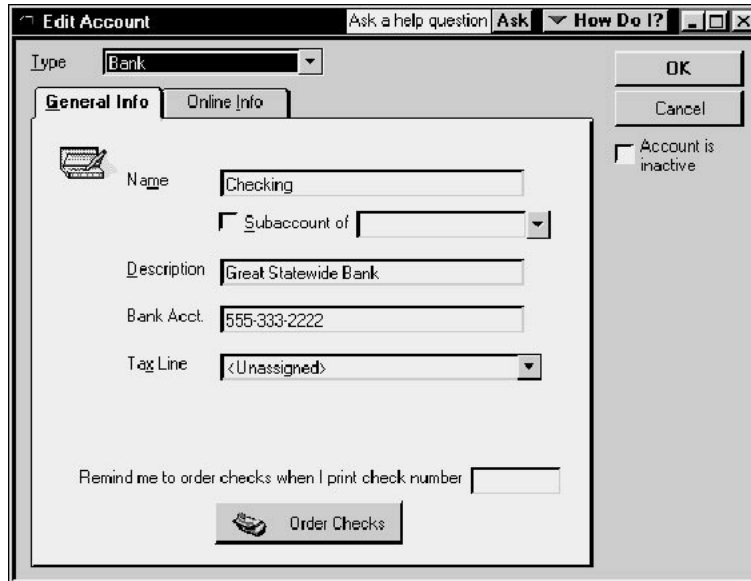 Edit Account
Ask a help question Ask How Do I?
Type Bank
OK
General Info Online Info
Cancel
Account is
inactive
Name Checking
Subaccount of
Description Great Statewide Bank
Bank Acct. 555-333-2222
Tax Line <Unassigned>
Remind me to order checks when I print check number
Order Checks